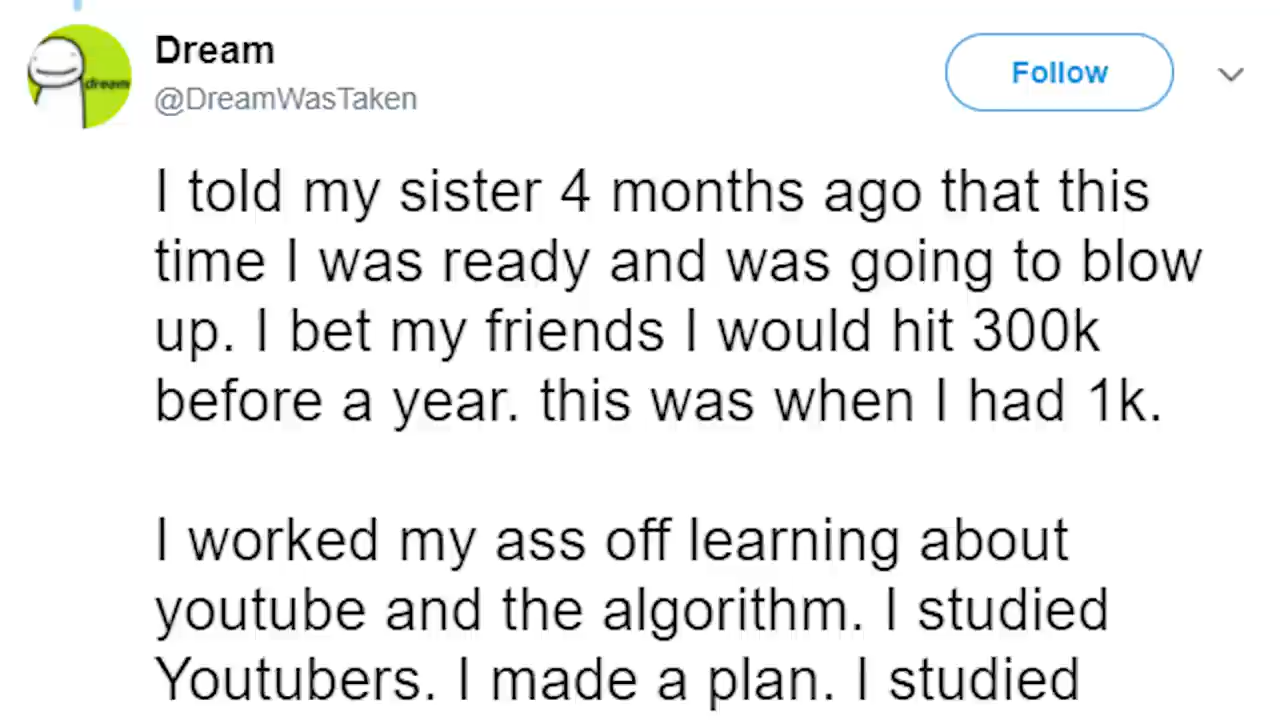 Dream
@DreamWasTaken
Follow
dream
I told my sister 4 months ago that this
time I was ready and was going to blow
up. I bet my friends I would hit 300k
before a year. this was when I had 1k.
I worked my ass off learning about
youtube and the algorithm. I studied
Youtubers. I made a plan. I studied